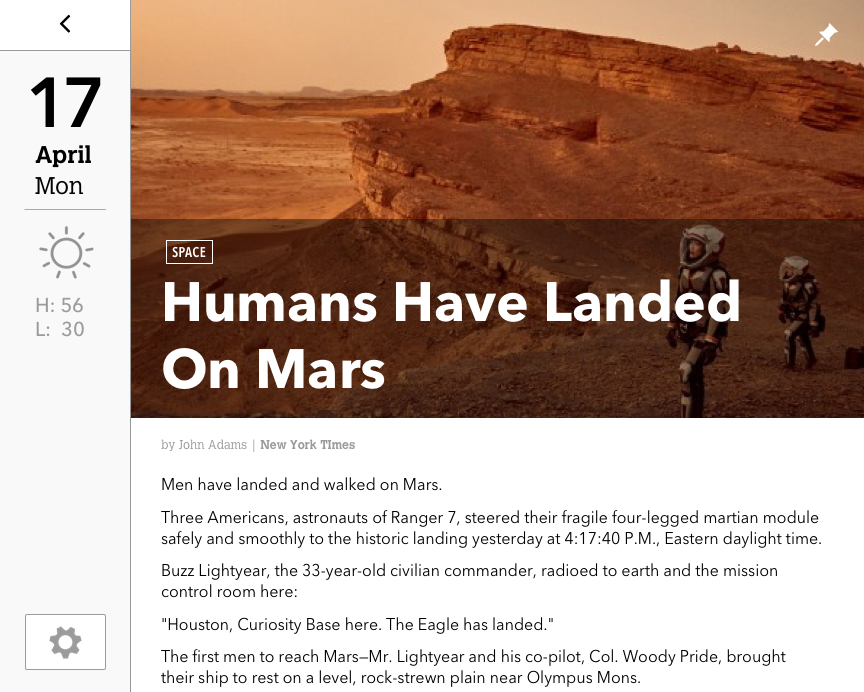 17
April
Mon
H: 56
L: 30
SPACE
Humans Have Landed
On Mars
by John Adams | New York TImes
Men have landed and walked on Mars.
Three Americans, astronauts of Ranger 7, steered their fragile four-legged martian module
safely and smoothly to the historic landing yesterday at 4:17:40 P.M., Eastern daylight time.
Buzz Lightyear, the 33-year-old civilian commander, radioed to earth and the mission
control room here:
"Houston, Curiosity Base here. The Eagle has landed."
The first men to reach Mars—Mr. Lightyear and his co-pilot, Col. Woody Pride, brought
their ship to rest on a level, rock-strewn plain near Olympus Mons.